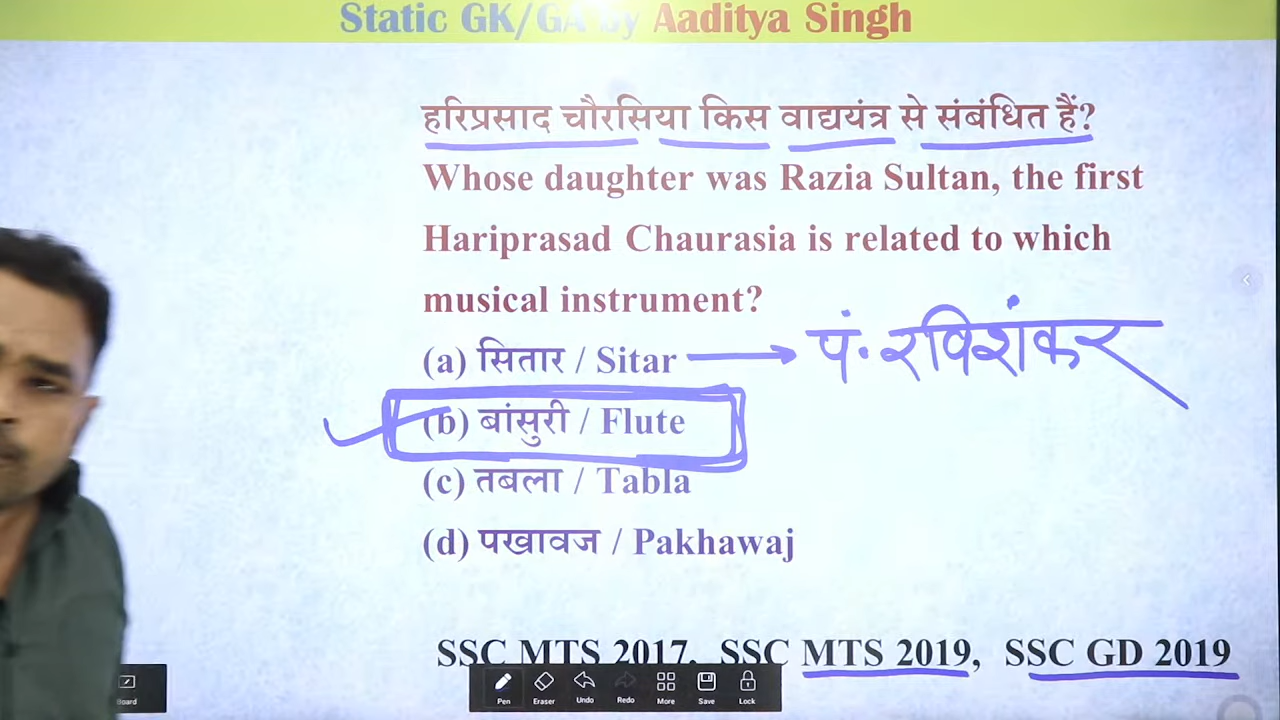 Static GK/GA by Aaditya Singh
हरिप्रसाद चौरसिया किस वाद्ययंत्र से संबंधित हैं?
Whose daughter was Razia Sultan, the first
Hariprasad Chaurasia is related to which
musical instrument?
(a) सितार / Sitar → पं. रविशंकर
(b) बांसुरी / Flute
(c) तबला / Tabla
(d) पखावज / Pakhawaj
SSC MTS 2017, SSC MTS 2019, SSC GD 2019
Board Pen Eraser Undo Redo More Save Lock